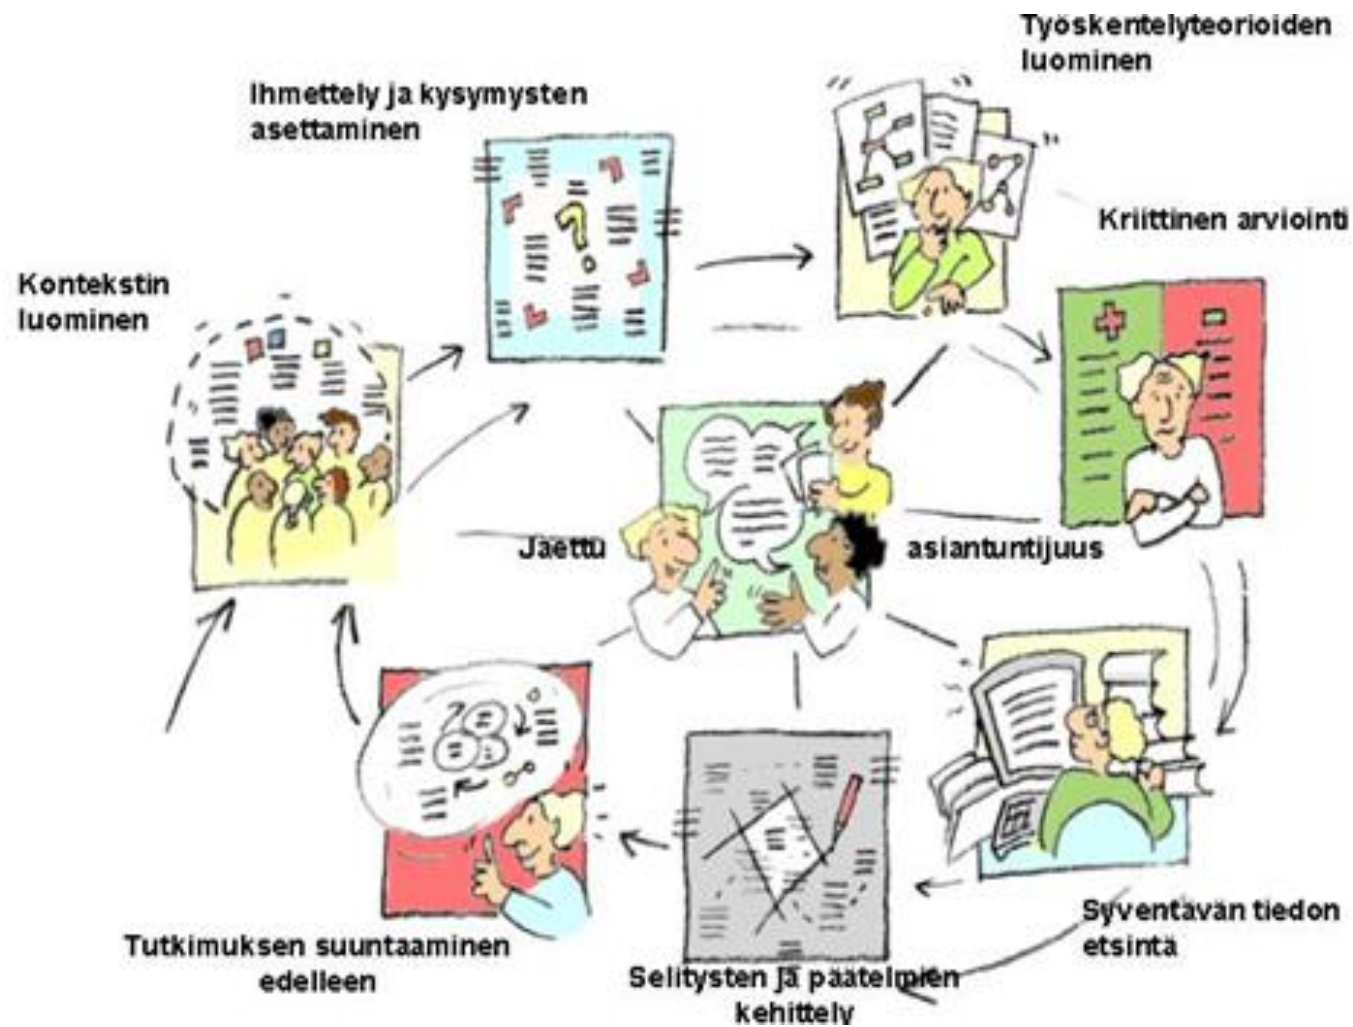 Työskentelyteorioiden
luominen
Ihmettely ja kysymysten
asettaminen
Kriittinen arviointi
Kontekstin
luominen
Jaettu asiantuntijuus
Syventävän tiedon
etsintä
Tutkimuksen suuntaaminen
edelleen
Selitysten ja päätelmien
kehittely